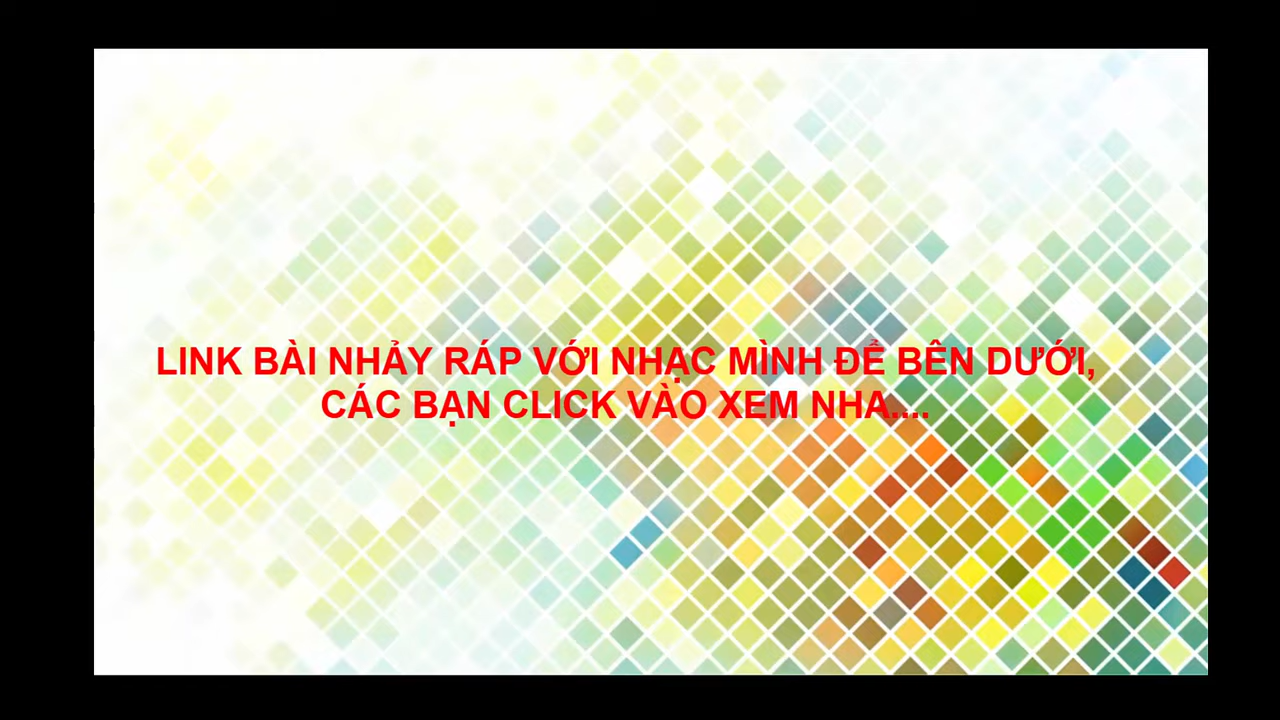 LINK BÀI NHẢY RÁP VỚI NHẠC MÌNH ĐỂ BÊN DƯỚI,
CÁC BẠN CLICK VÀO XEM NHA....